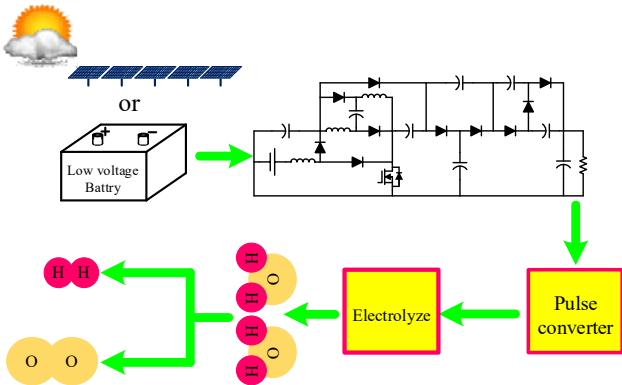 or
+ −
Low voltage
Battry
Pulse
converter
Electrolyze
H
O
H
H H
H
O
H
O O